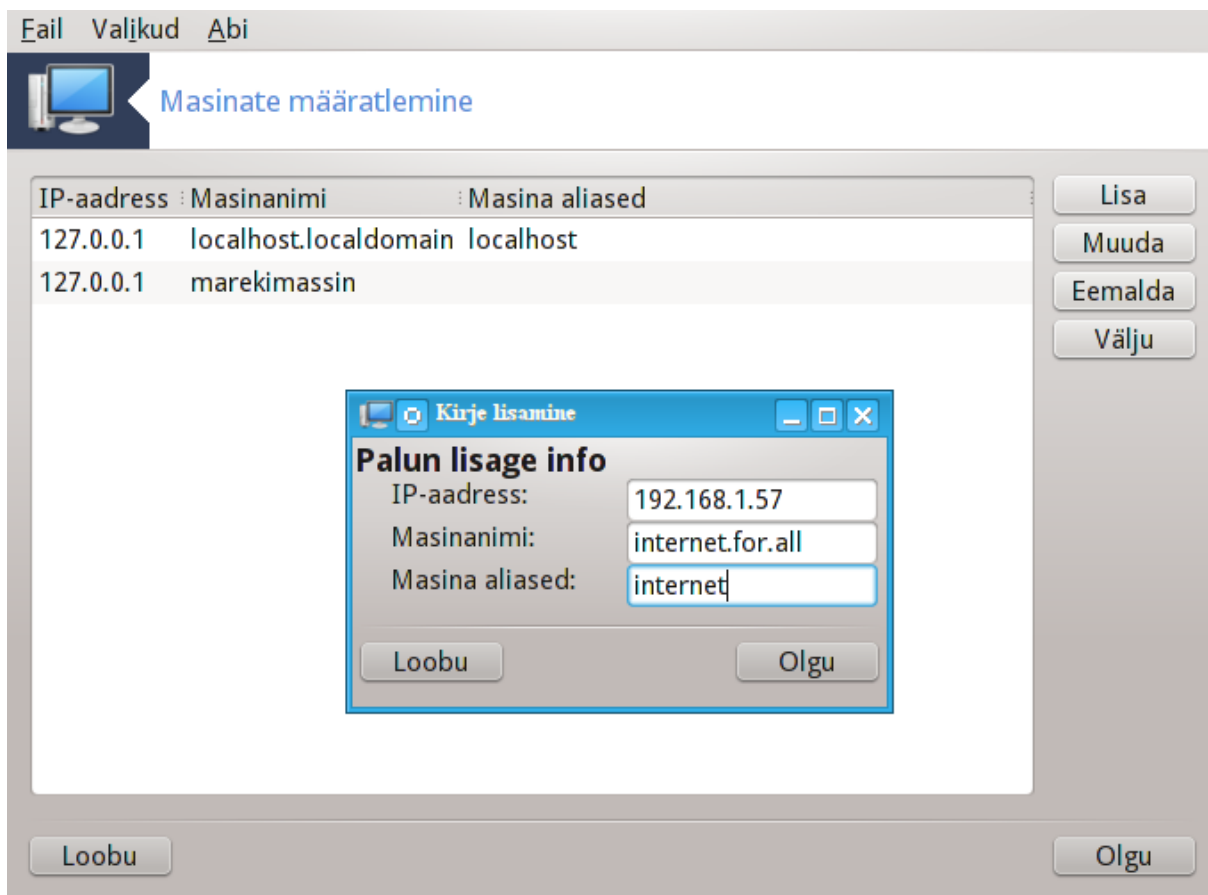 Fail Valikud Abi
Masinate määratlemine
IP-aadress Masinanimi Masina aliased
127.0.0.1 localhost.localdomain localhost
127.0.0.1 marekimassin
Lisa
Muuda
Eemalda
Välju
Kirje lisamine
Palun lisage info
IP-aadress: 192.168.1.57
Masinanimi: internet.for.all
Masina aliased: internet
Loobu Olgu
Loobu Olgu